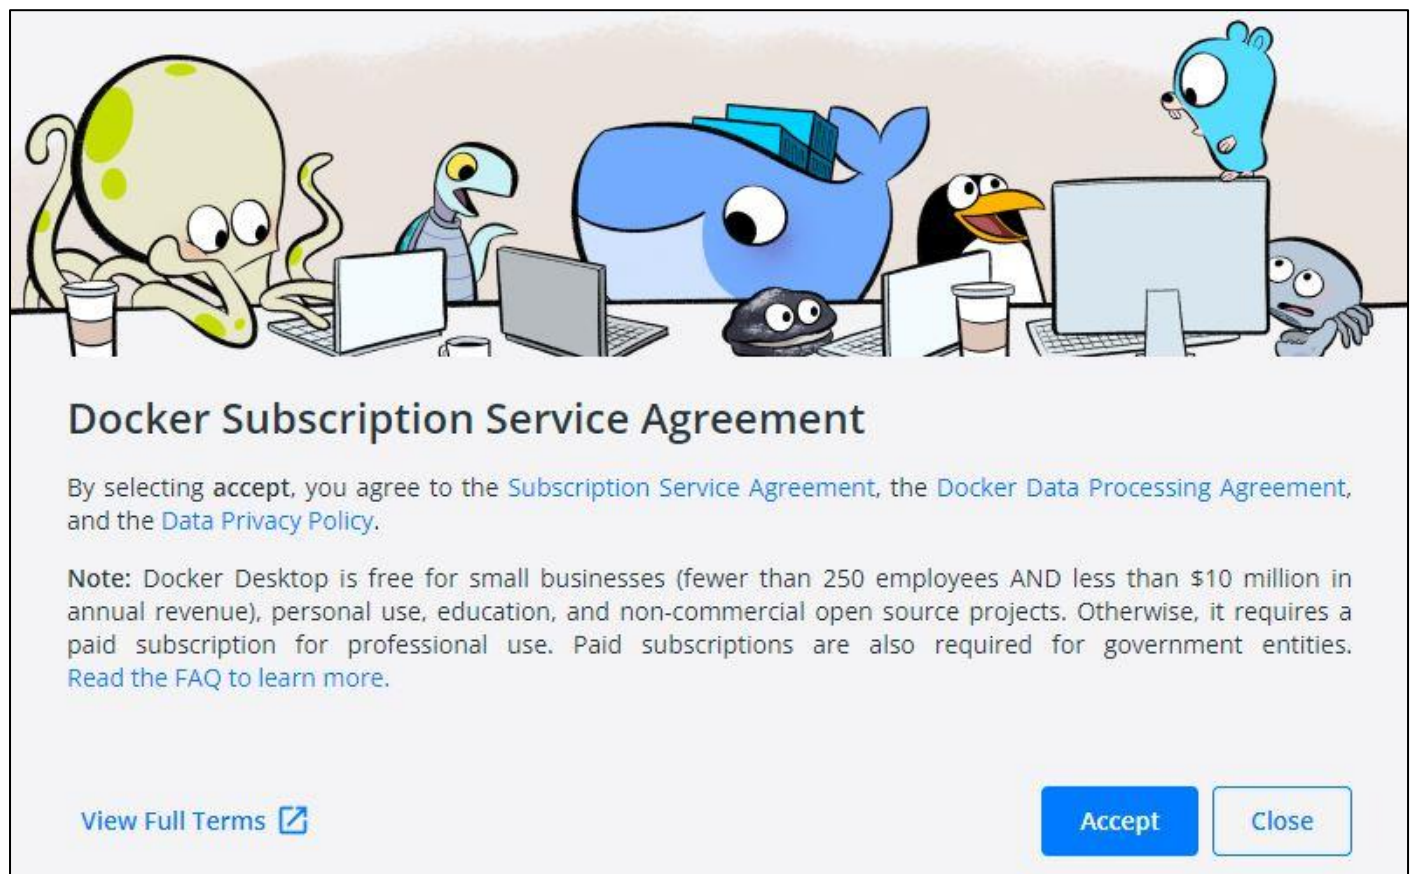 Docker Subscription Service Agreement
By selecting accept, you agree to the Subscription Service Agreement, the Docker Data Processing Agreement,
and the Data Privacy Policy.
Note: Docker Desktop is free for small businesses (fewer than 250 employees AND less than $10 million in
annual revenue), personal use, education, and non-commercial open source projects. Otherwise, it requires a
paid subscription for professional use. Paid subscriptions are also required for government entities.
Read the FAQ to learn more.
View Full Terms
Accept
Close